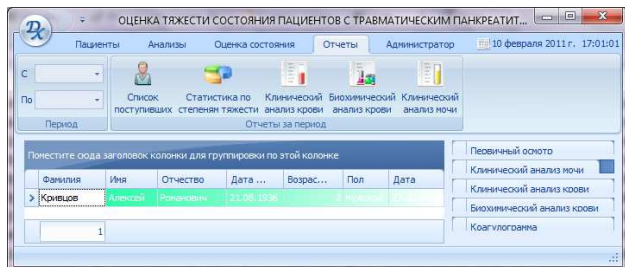 Dx
ОЦЕНКА ТЯЖЕСТИ СОСТОЯНИЯ ПАЦИЕНТОВ С ТРАВМАТИЧЕСКИМ ПАНКРЕАТИТ...
Пациенты Анализы Оценка состояния Отчеты Администратор 10 февраля 2011 г. 17:01:01
С
По
Список поступивших
Статистика по степеням тяжести
Клинический анализ крови
Биохимический анализ крови
Клинический анализ мочи
Период
Отчеты за период
Поместите сюда заголовок колонки для группировки по этой колонке
Фамилия Имя Отчество Дата ... Возрас... Пол Дата
Кривцов Алексей Романович 21.08.1936
1
Первичный осмотр
Клинический анализ мочи
Клинический анализ крови
Биохимический анализ крови
Коагулограмма